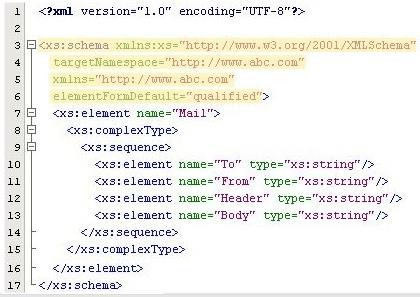 1 <?xml version="1.0" encoding="UTF-8"?>
2
3 <xs:schema xmlns:xs="http://www.w3.org/2001/XMLSchema"
4 targetNamespace="http://www.abc.com"
5 xmlns="http://www.abc.com"
6 elementFormDefault="qualified">
7 <xs:element name="Mail">
8 <xs:complexType>
9 <xs:sequence>
10 <xs:element name="To" type="xs:string"/>
11 <xs:element name="From" type="xs:string"/>
12 <xs:element name="Header" type="xs:string"/>
13 <xs:element name="Body" type="xs:string"/>
14 </xs:sequence>
15 </xs:complexType>
16 </xs:element>
17 </xs:schema>